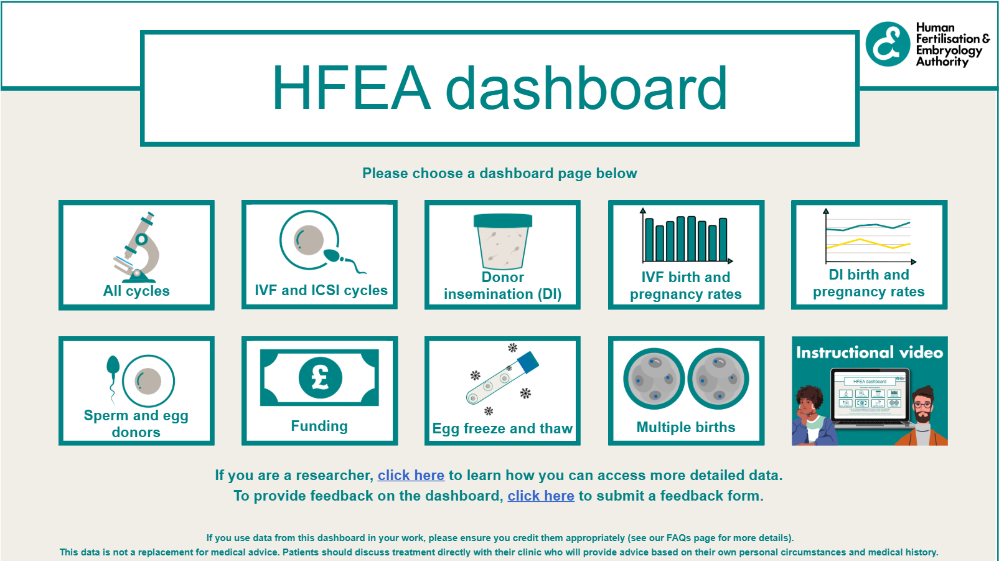 Human
Fertilisation &
Embryology
Authority
HFEA dashboard
Please choose a dashboard page below
All cycles
IVF and ICSI cycles
Donor
insemination (DI)
IVF birth and
pregnancy rates
DI birth and
pregnancy rates
Sperm and egg
donors
£
Funding
Egg freeze and thaw
Multiple births
Instructional video
HFEA dashboard
If you are a researcher, click here to learn how you can access more detailed data.
To provide feedback on the dashboard, click here to submit a feedback form.
If you use data from this dashboard in your work, please ensure you credit them appropriately (see our FAQs page for more details).
This data is not a replacement for medical advice. Patients should discuss treatment directly with their clinic who will provide advice based on their own personal circumstances and medical history.